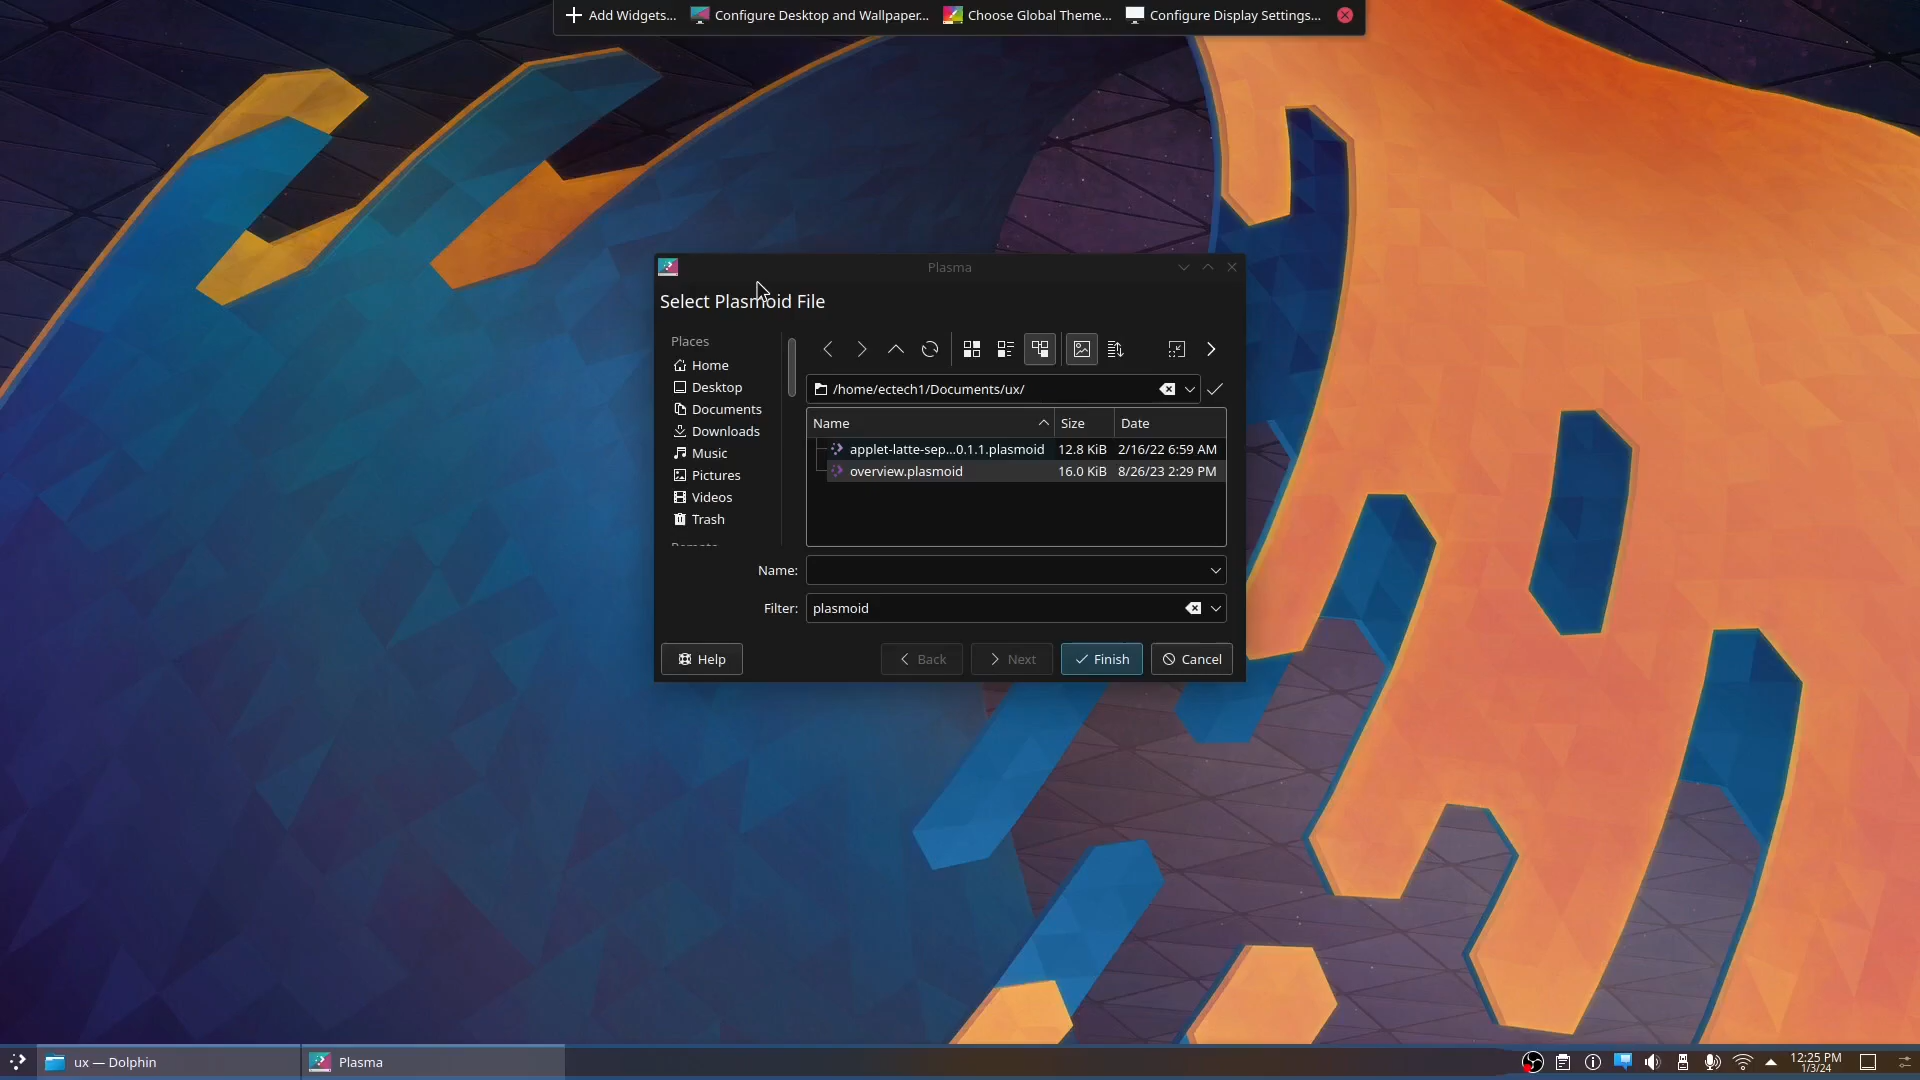 Add Widgets... Configure Desktop and Wallpaper... Choose Global Theme... Configure Display Settings...
Plasma
Select Plasmoid File
Places
Home
Desktop
Documents
Downloads
Music
Pictures
Videos
Trash
/home/ectech1/Documents/ux/
Name Size Date
applet-latte-sep...0.1.1.plasmoid 12.8 KiB 2/16/22 6:59 AM
overview.plasmoid 16.0 KiB 8/26/23 2:29 PM
Name:
Filter: plasmoid
Help Back Next Finish Cancel
ux — Dolphin Plasma 12:25 PM
1/3/24